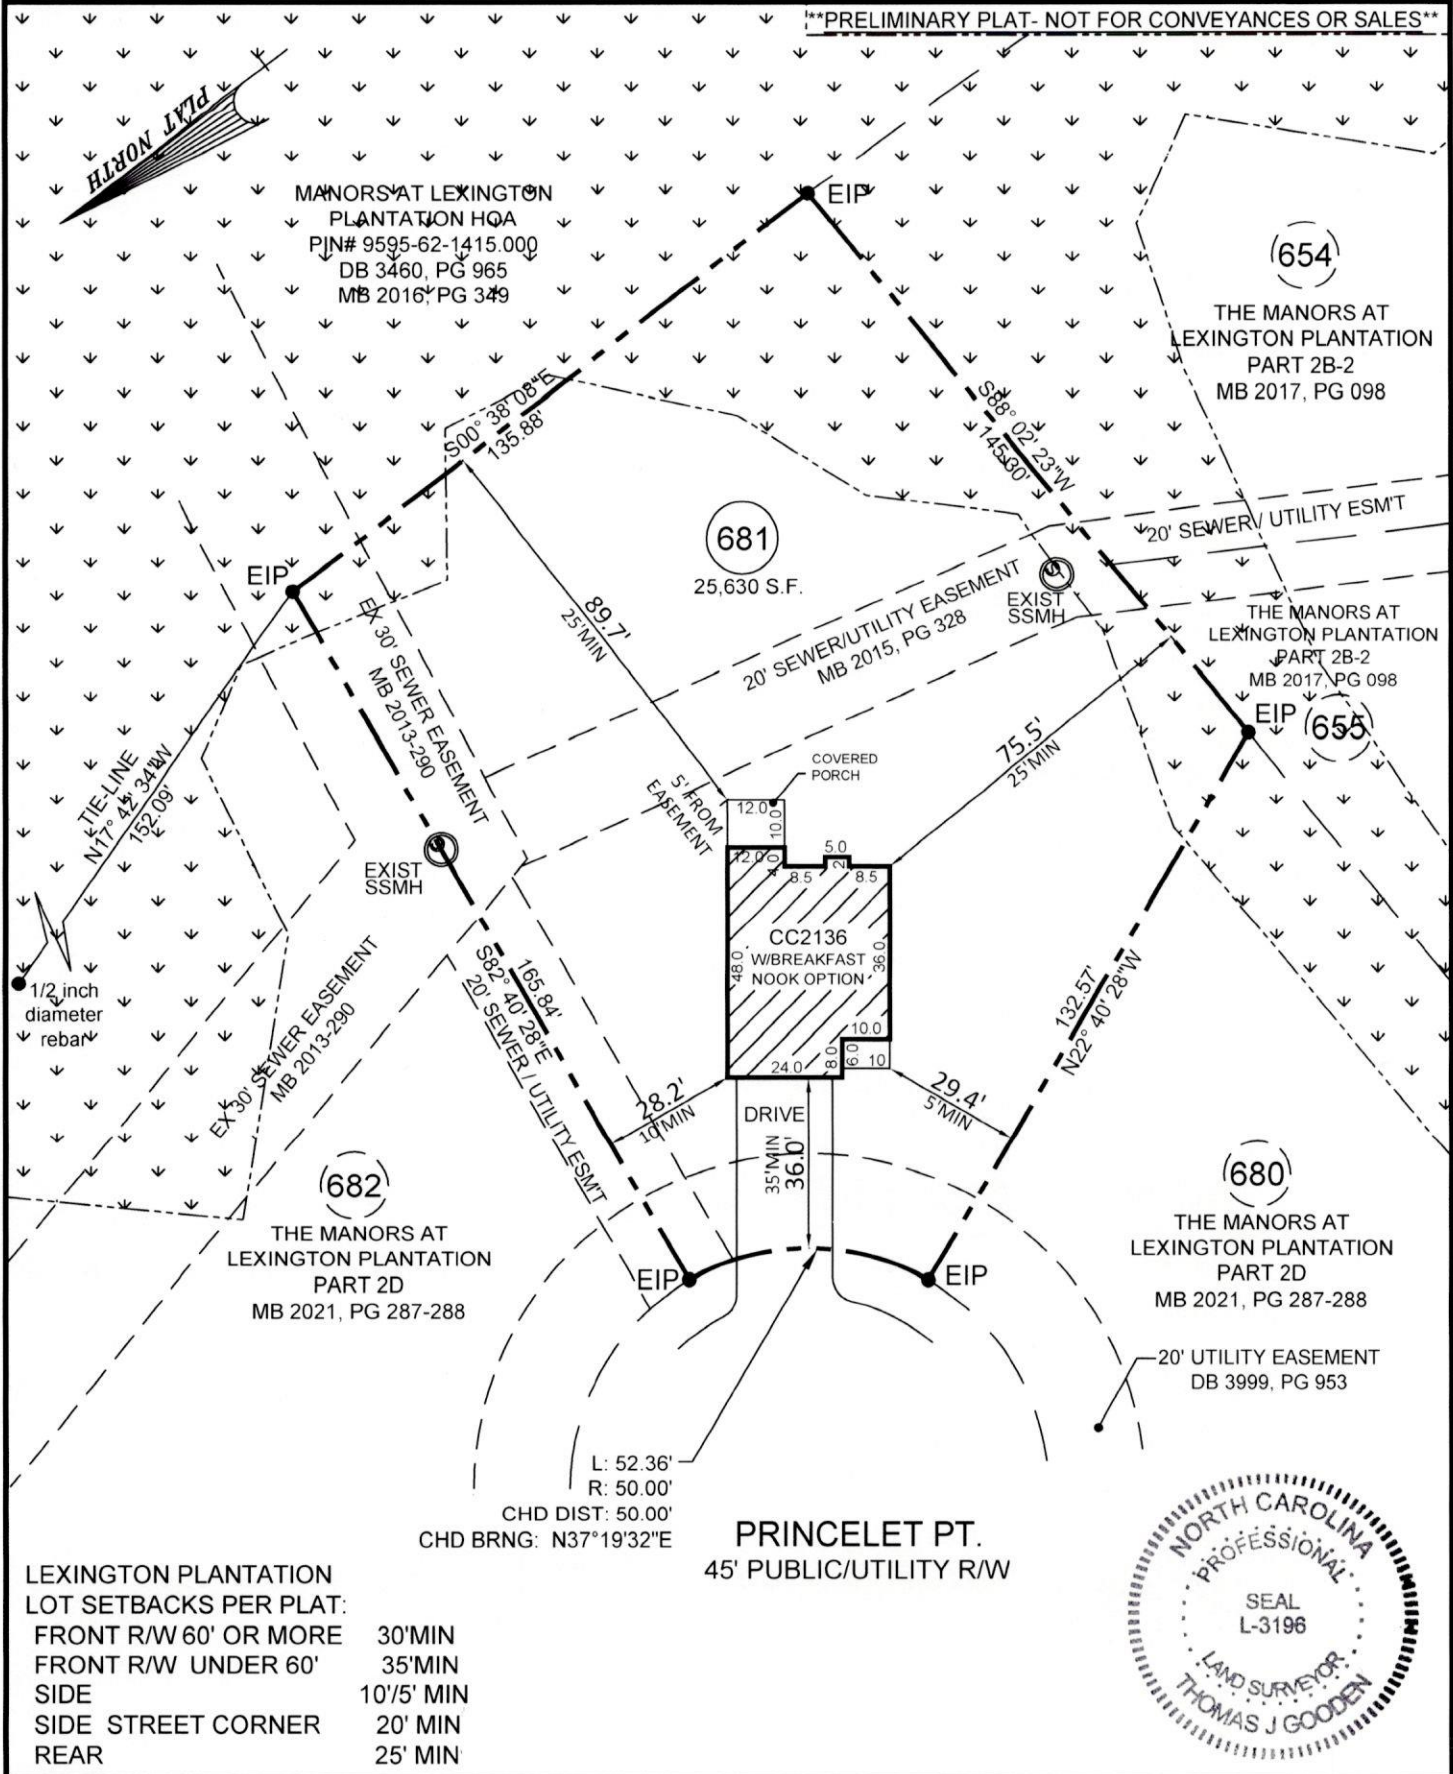 **PRELIMINARY PLAT- NOT FOR CONVEYANCES OR SALES**
PLAT NORTH
MANORS AT LEXINGTON
PLANTATION HOA
PIN# 9595-62-1415.000
DB 3460, PG 965
MB 2016, PG 349
EIP
654
THE MANORS AT
LEXINGTON PLANTATION
PART 2B-2
MB 2017, PG 098
S00° 38' 08"E
135.88'
S88° 02' 23"W
145.30'
681
25,630 S.F.
20' SEWER / UTILITY ESM'T
EIP
EX 30' SEWER EASEMENT
MB 2013-290
89.7'
25'MIN
20' SEWER/UTILITY EASEMENT
MB 2015, PG 328
S
EXIST
SSMH
THE MANORS AT
LEXINGTON PLANTATION
PART 2B-2
MB 2017, PG 098
EIP
655
TIE-LINE
N17° 42' 34"W
152.09'
75.5'
25'MIN
5' FROM
EASEMENT
COVERED
PORCH
12.0
10.0
S
EXIST
SSMH
12.0
4.0
8.5
5.0
2
8.5
CC2136
W/BREAKFAST
NOOK OPTION
48.0
36.0
10.0
24.0
8.0
6.0
10
1/2 inch
diameter
rebar
EX 30' SEWER EASEMENT
MB 2013-290
165.84'
S82° 40' 28"E
20' SEWER / UTILITY ESM'T
132.57'
N22° 40' 28"W
28.2'
10'MIN
DRIVE
35'MIN
36.0'
29.4'
5'MIN
682
THE MANORS AT
LEXINGTON PLANTATION
PART 2D
MB 2021, PG 287-288
EIP
EIP
680
THE MANORS AT
LEXINGTON PLANTATION
PART 2D
MB 2021, PG 287-288
20' UTILITY EASEMENT
DB 3999, PG 953
L: 52.36'
R: 50.00'
CHD DIST: 50.00'
CHD BRNG: N37°19'32"E
PRINCELET PT.
45' PUBLIC/UTILITY R/W
LEXINGTON PLANTATION
LOT SETBACKS PER PLAT:
FRONT R/W 60' OR MORE 30'MIN
FRONT R/W UNDER 60' 35'MIN
SIDE 10'/5' MIN
SIDE STREET CORNER 20' MIN
REAR 25' MIN
NORTH CAROLINA
PROFESSIONAL
SEAL
L-3196
LAND SURVEYOR
THOMAS J GOODEN